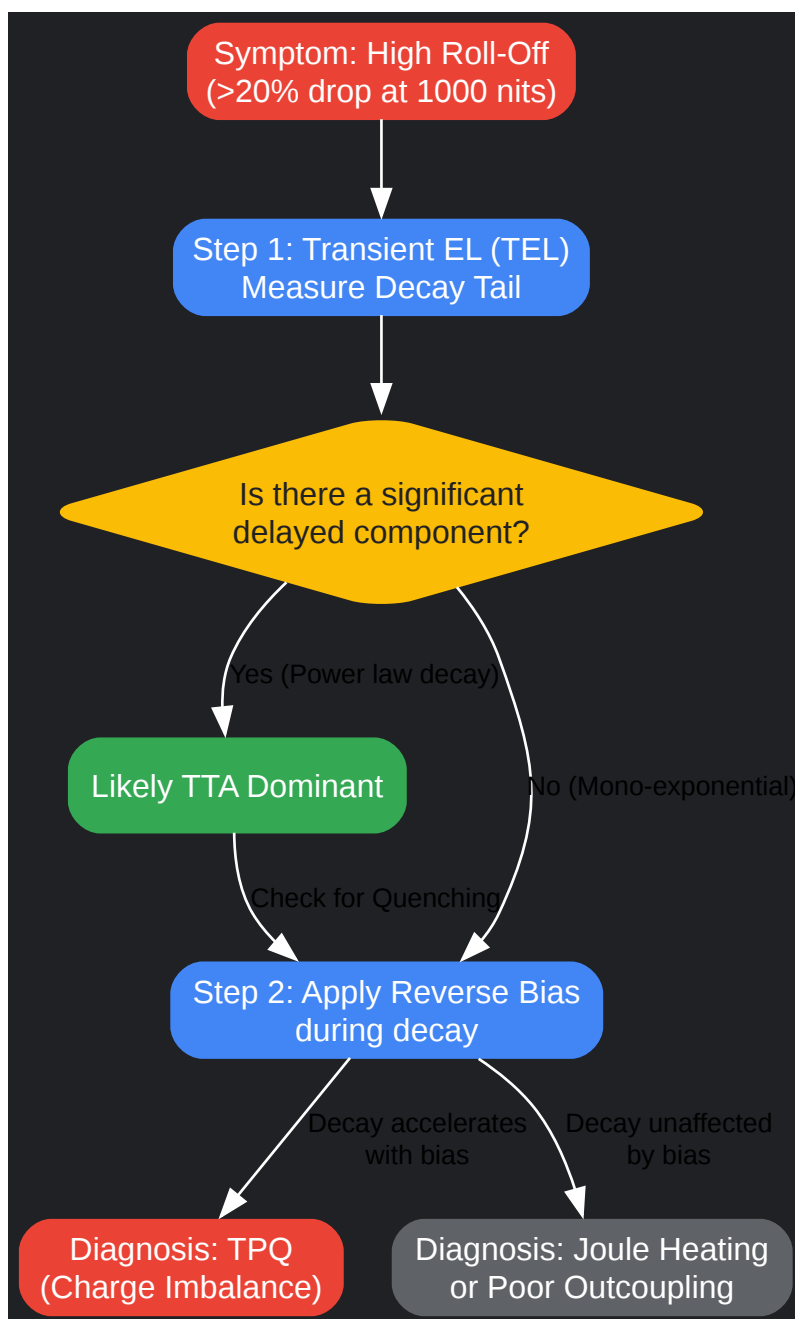 Symptom: High Roll-Off
(>20% drop at 1000 nits)
Step 1: Transient EL (TEL)
Measure Decay Tail
Is there a significant
delayed component?
Yes (Power law decay)
Likely TTA Dominant
No (Mono-exponential)
Check for Quenching
Step 2: Apply Reverse Bias
during decay
Decay accelerates
with bias
Decay unaffected
by bias
Diagnosis: TPQ
(Charge Imbalance)
Diagnosis: Joule Heating
or Poor Outcoupling